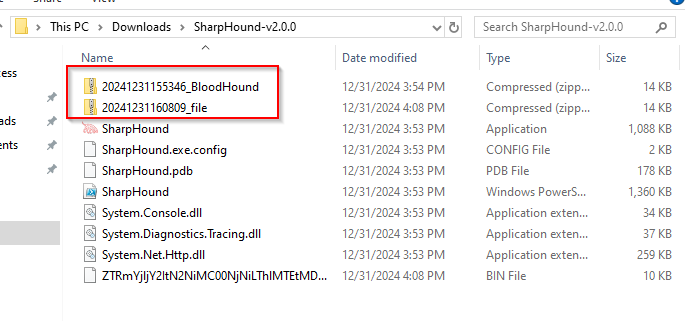 Share
View
This PC > Downloads > SharpHound-v2.0.0
Search SharpHound-v2.0.0
Name Date modified Type Size
20241231155346_BloodHound 12/31/2024 3:54 PM Compressed (zipp... 14 KB
20241231160809_file 12/31/2024 4:08 PM Compressed (zipp... 14 KB
SharpHound 12/31/2024 3:53 PM Application 1,088 KB
SharpHound.exe.config 12/31/2024 3:53 PM CONFIG File 2 KB
SharpHound.pdb 12/31/2024 3:53 PM PDB File 178 KB
SharpHound 12/31/2024 3:53 PM Windows PowerS... 1,360 KB
System.Console.dll 12/31/2024 3:53 PM Application exten... 34 KB
System.Diagnostics.Tracing.dll 12/31/2024 3:53 PM Application exten... 37 KB
System.Net.Http.dll 12/31/2024 3:53 PM Application exten... 259 KB
12/31/2024 4:08 PM BIN File 10 KB